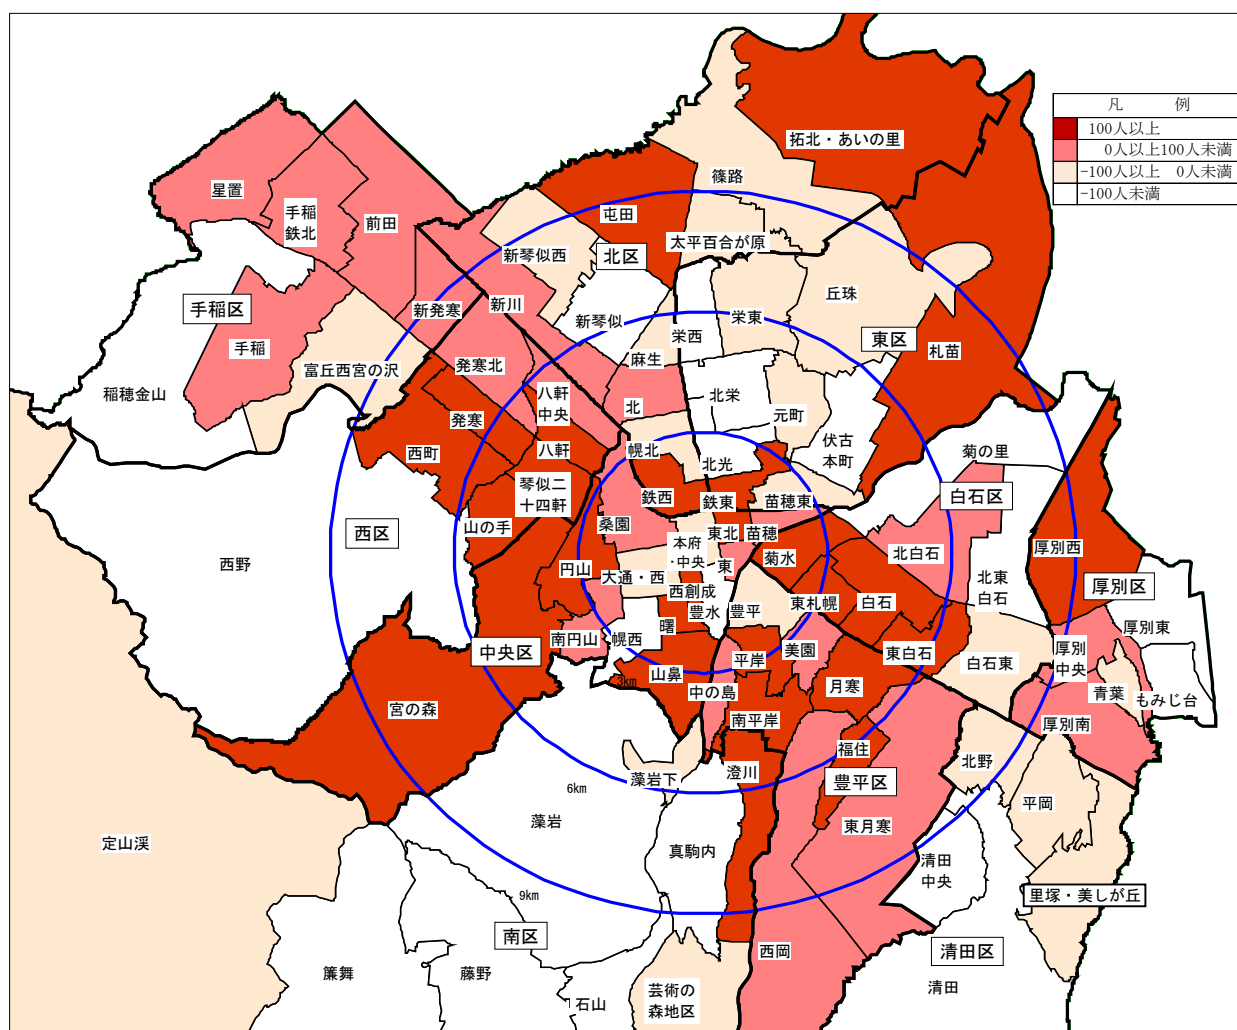 凡 例
100人以上
0人以上100人未満
-100人以上 0人未満
-100人未満
拓北・あいの里
篠路
星置
手稲
鉄北
前田
屯田
太平百合が原
新琴似西
北区
丘珠
手稲区
新発寒
新川
新琴似
栄西
栄東
東区
札苗
手稲
富丘西宮の沢
発寒北
麻生
稲穂金山
八軒
中央
北
北栄
元町
発寒
伏古
本町
菊の里
西町
八軒
幌北
北光
琴似二
十四軒
鉄西
鉄東
苗穂東
白石区
西区
山の手
桑園
東北
苗穂
本府
・中央
菊水
北白石
厚別西
西野
円山
大通・西
東
北東
白石
厚別区
西創成
豊水
豊平
東札幌
白石
曙
厚別東
中央区
南円山
幌西
美園
東白石
白石東
厚別
中央
平岸
山鼻
3km
中の島
月寒
青葉
もみじ台
宮の森
南平岸
厚別南
福住
北野
澄川
藻岩下
豊平区
6km
平岡
藻岩
東月寒
定山渓
真駒内
清田
中央
9km
里塚・美しが丘
南区
西岡
清田区
簾舞
藤野
清田
芸術の
森地区
石山